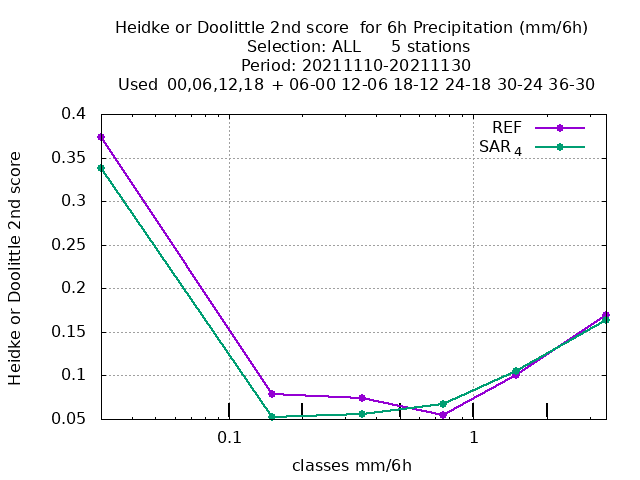 Heidke or Doolittle 2nd score  for 6h Precipitation (mm/6h)
Selection: ALL      5 stations
Period: 20211110-20211130
Used  00,06,12,18  + 06-00 12-06 18-12 24-18 30-24 36-30
REF
SAR4
Heidke or Doolittle 2nd score
0.4
0.35
0.3
0.25
0.2
0.15
0.1
0.05
0.1
1
classes mm/6h